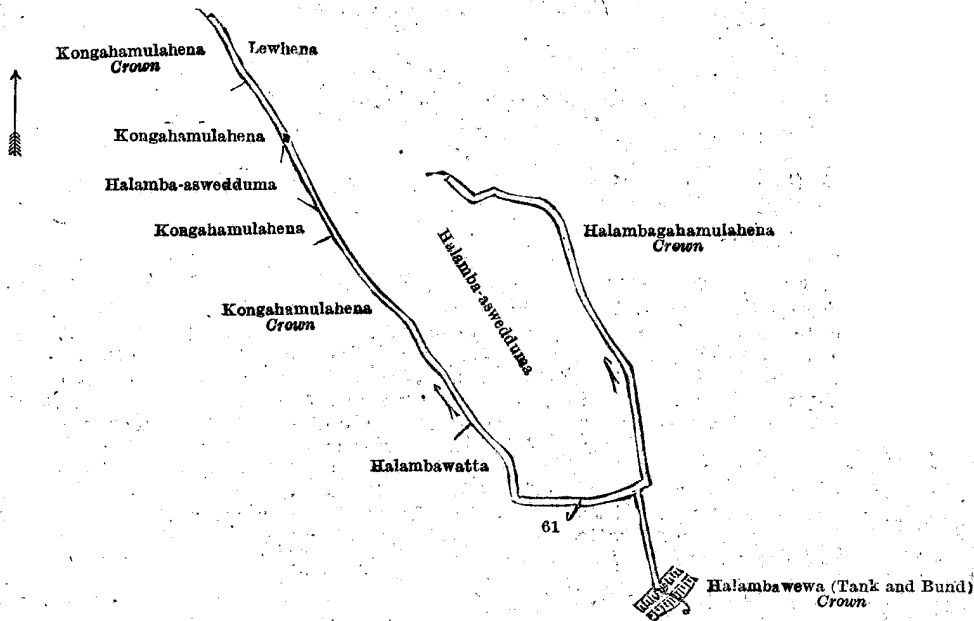 Kongahamulahena
Crown
Lewhena
Kongahamulahena
Halamba-aswedduma
Kongahamulahena
Halambagahamulahena
Crown
Halamba-aswedduma
Kongahamulahena
Crown
Halambawatta
61
Halambawewa (Tank and Bund)
Crown